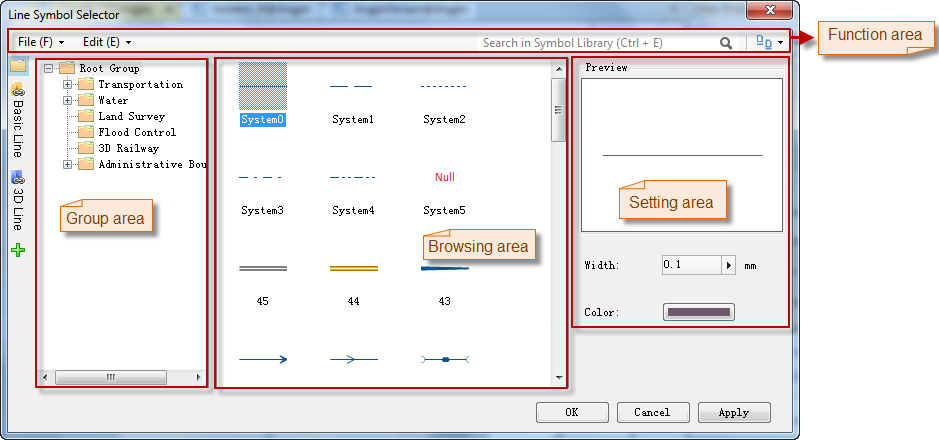 Line Symbol Selector
File (F) Edit (E) Search in Symbol Library (Ctrl + E)
Function area
Basic Line
3D Line
Root Group
Transportation
Water
Land Survey
Flood Control
3D Railway
Administrative Bou
Group area
System0 System1 System2
Null
System3 System4 System5
Browsing area
45 44 43
Preview
Setting area
Width: 0.1 mm
Color:
OK Cancel Apply